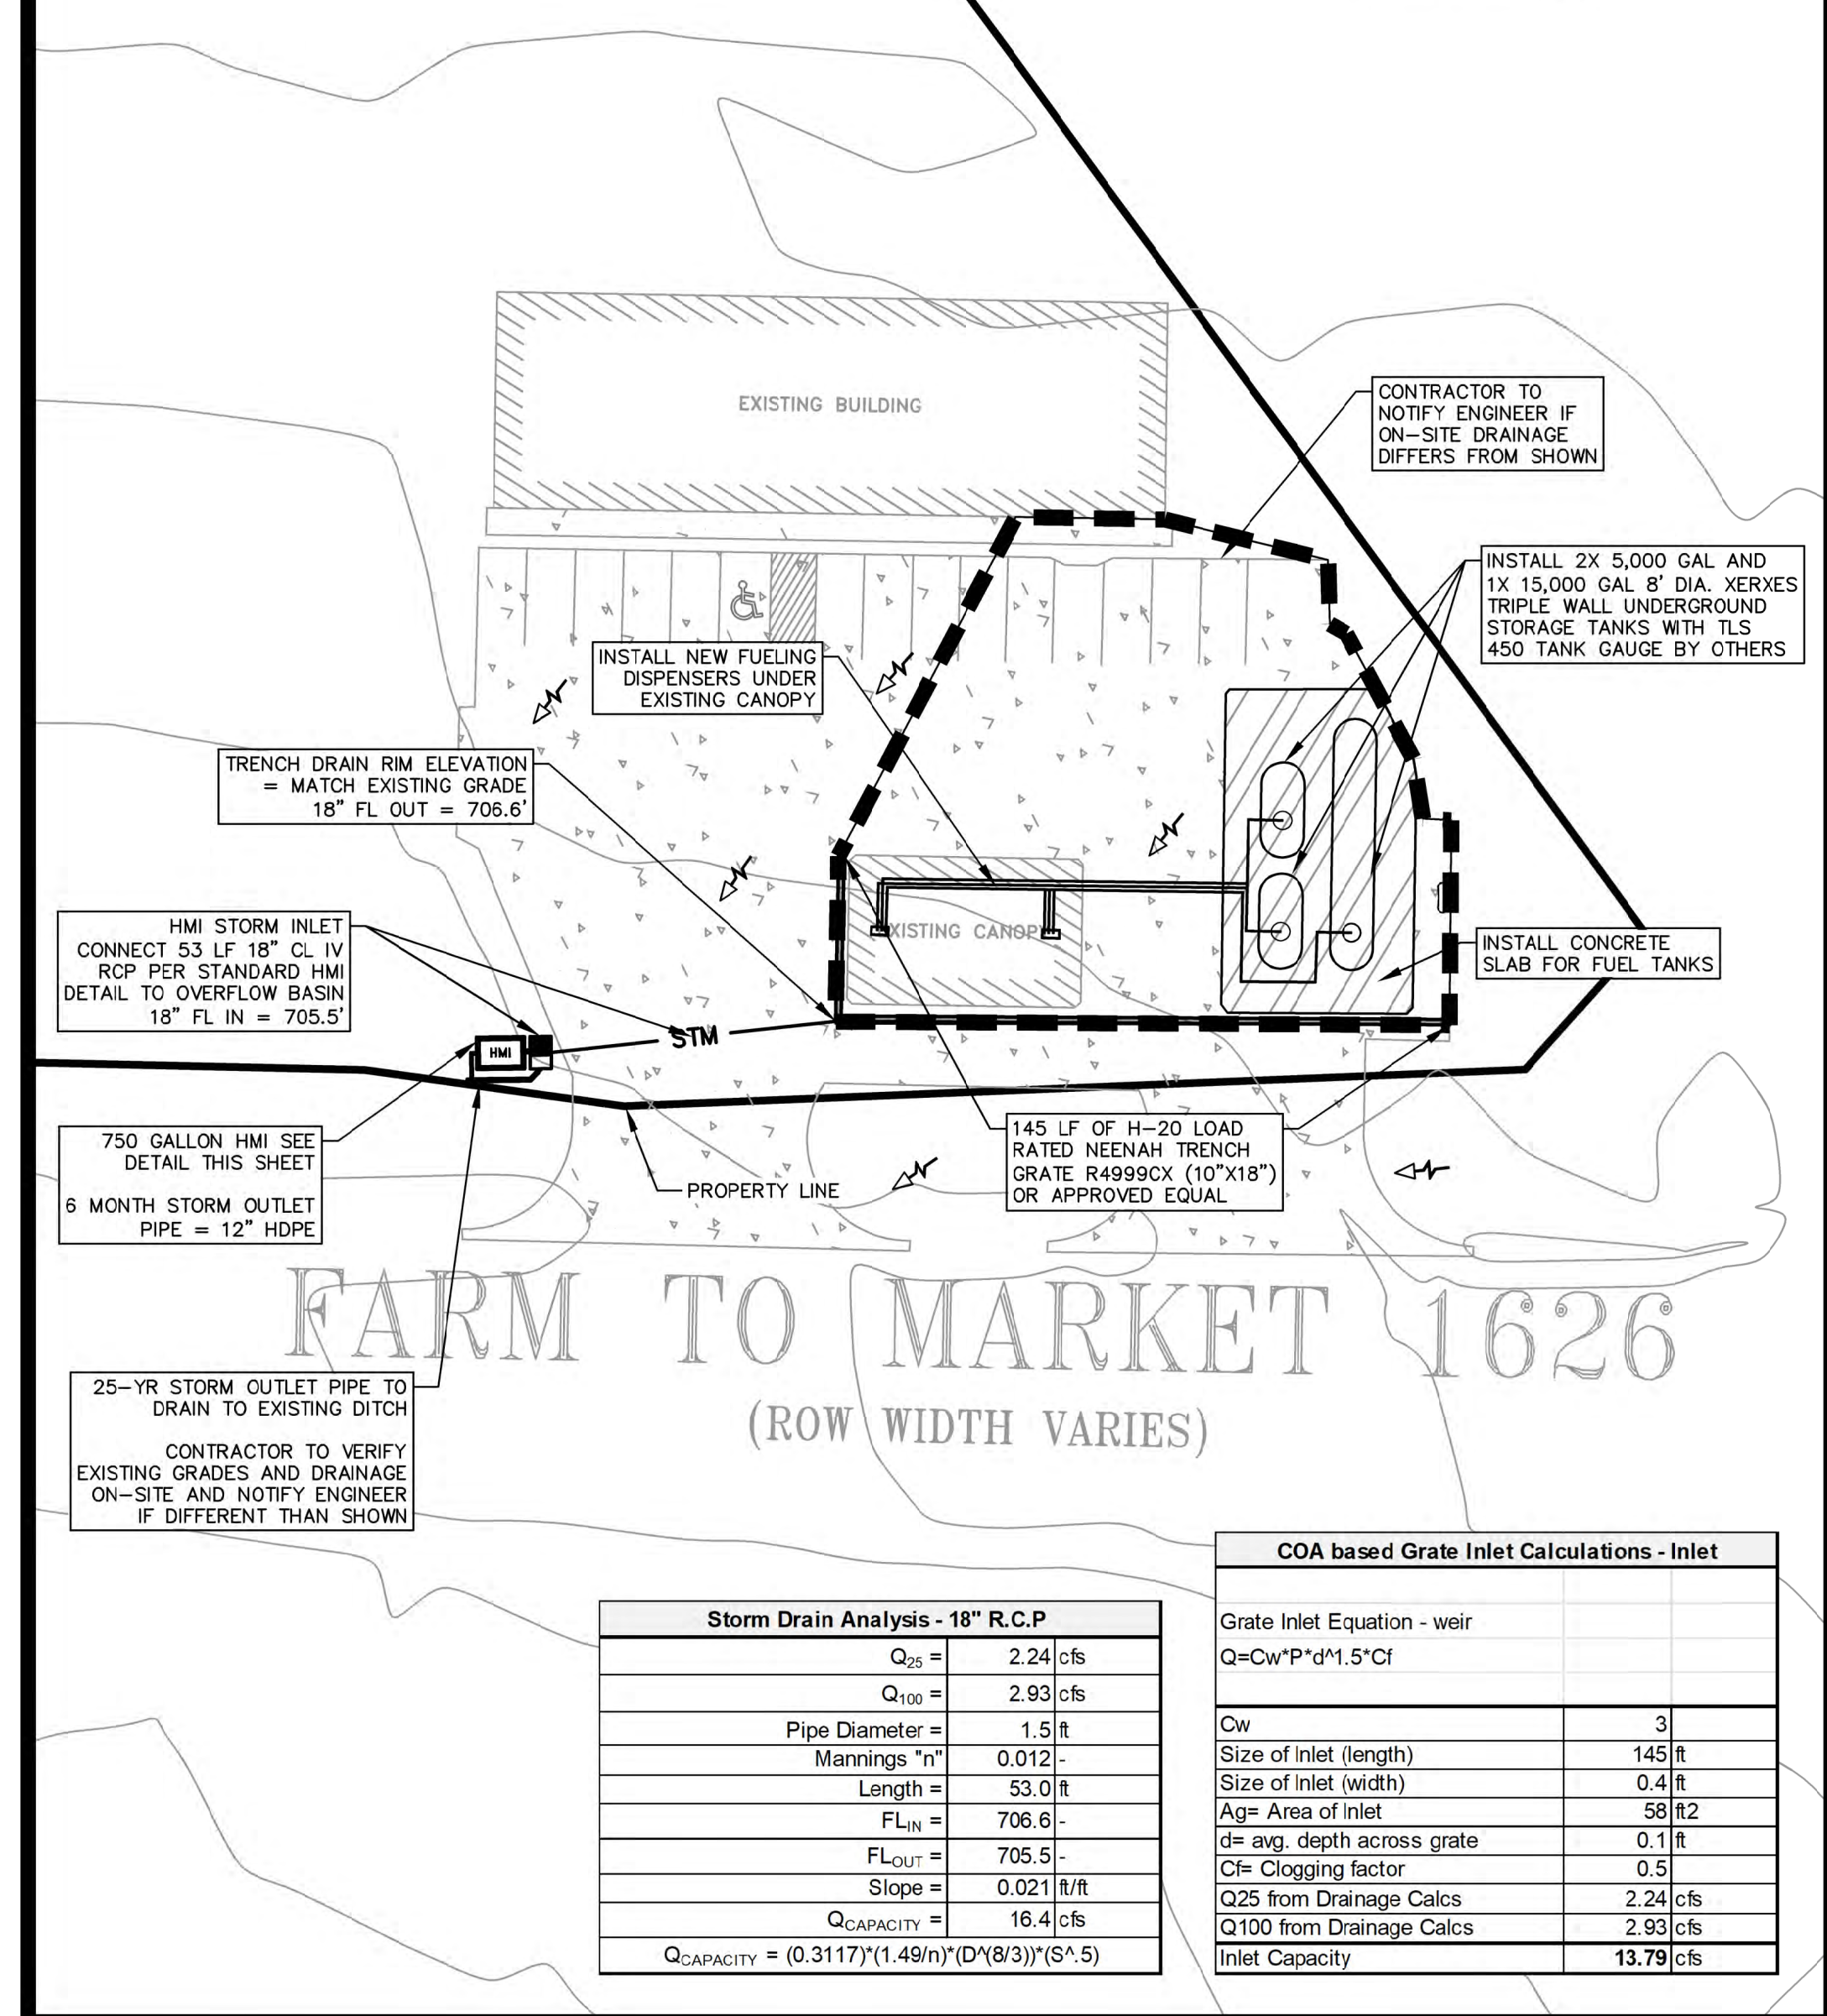 EXISTING BUILDING
CONTRACTOR TO
NOTIFY ENGINEER IF
ON-SITE DRAINAGE
DIFFERS FROM SHOWN
INSTALL 2X 5,000 GAL AND
1X 15,000 GAL 8' DIA. XERXES
TRIPLE WALL UNDERGROUND
STORAGE TANKS WITH TLS
450 TANK GAUGE BY OTHERS
INSTALL NEW FUELING
DISPENSERS UNDER
EXISTING CANOPY
TRENCH DRAIN RIM ELEVATION
= MATCH EXISTING GRADE
18" FL OUT = 706.6'
HMI STORM INLET
CONNECT 53 LF 18" CL IV
RCP PER STANDARD HMI
DETAIL TO OVERFLOW BASIN
18" FL IN = 705.5'
EXISTING CANOPY
INSTALL CONCRETE
SLAB FOR FUEL TANKS
STM
HMI
750 GALLON HMI SEE
DETAIL THIS SHEET
6 MONTH STORM OUTLET
PIPE = 12" HDPE
PROPERTY LINE
145 LF OF H-20 LOAD
RATED NEENAH TRENCH
GRATE R4999CX (10"X18")
OR APPROVED EQUAL
FARM TO MARKET 1626
(ROW WIDTH VARIES)
25-YR STORM OUTLET PIPE TO
DRAIN TO EXISTING DITCH
CONTRACTOR TO VERIFY
EXISTING GRADES AND DRAINAGE
ON-SITE AND NOTIFY ENGINEER
IF DIFFERENT THAN SHOWN
Storm Drain Analysis - 18" R.C.P
Q25 = 2.24 cfs
Q100 = 2.93 cfs
Pipe Diameter = 1.5 ft
Mannings "n" 0.012 -
Length = 53.0 ft
FLIN = 706.6 -
FLOUT = 705.5 -
Slope = 0.021 ft/ft
QCAPACITY = 16.4 cfs
QCAPACITY = (0.3117)*(1.49/n)*(D^(8/3))*(S^.5)
COA based Grate Inlet Calculations - Inlet
Grate Inlet Equation - weir
Q=Cw*P*d^1.5*Cf
Cw 3
Size of Inlet (length) 145 ft
Size of Inlet (width) 0.4 ft
Ag= Area of Inlet 58 ft2
d= avg. depth across grate 0.1 ft
Cf= Clogging factor 0.5
Q25 from Drainage Calcs 2.24 cfs
Q100 from Drainage Calcs 2.93 cfs
Inlet Capacity 13.79 cfs